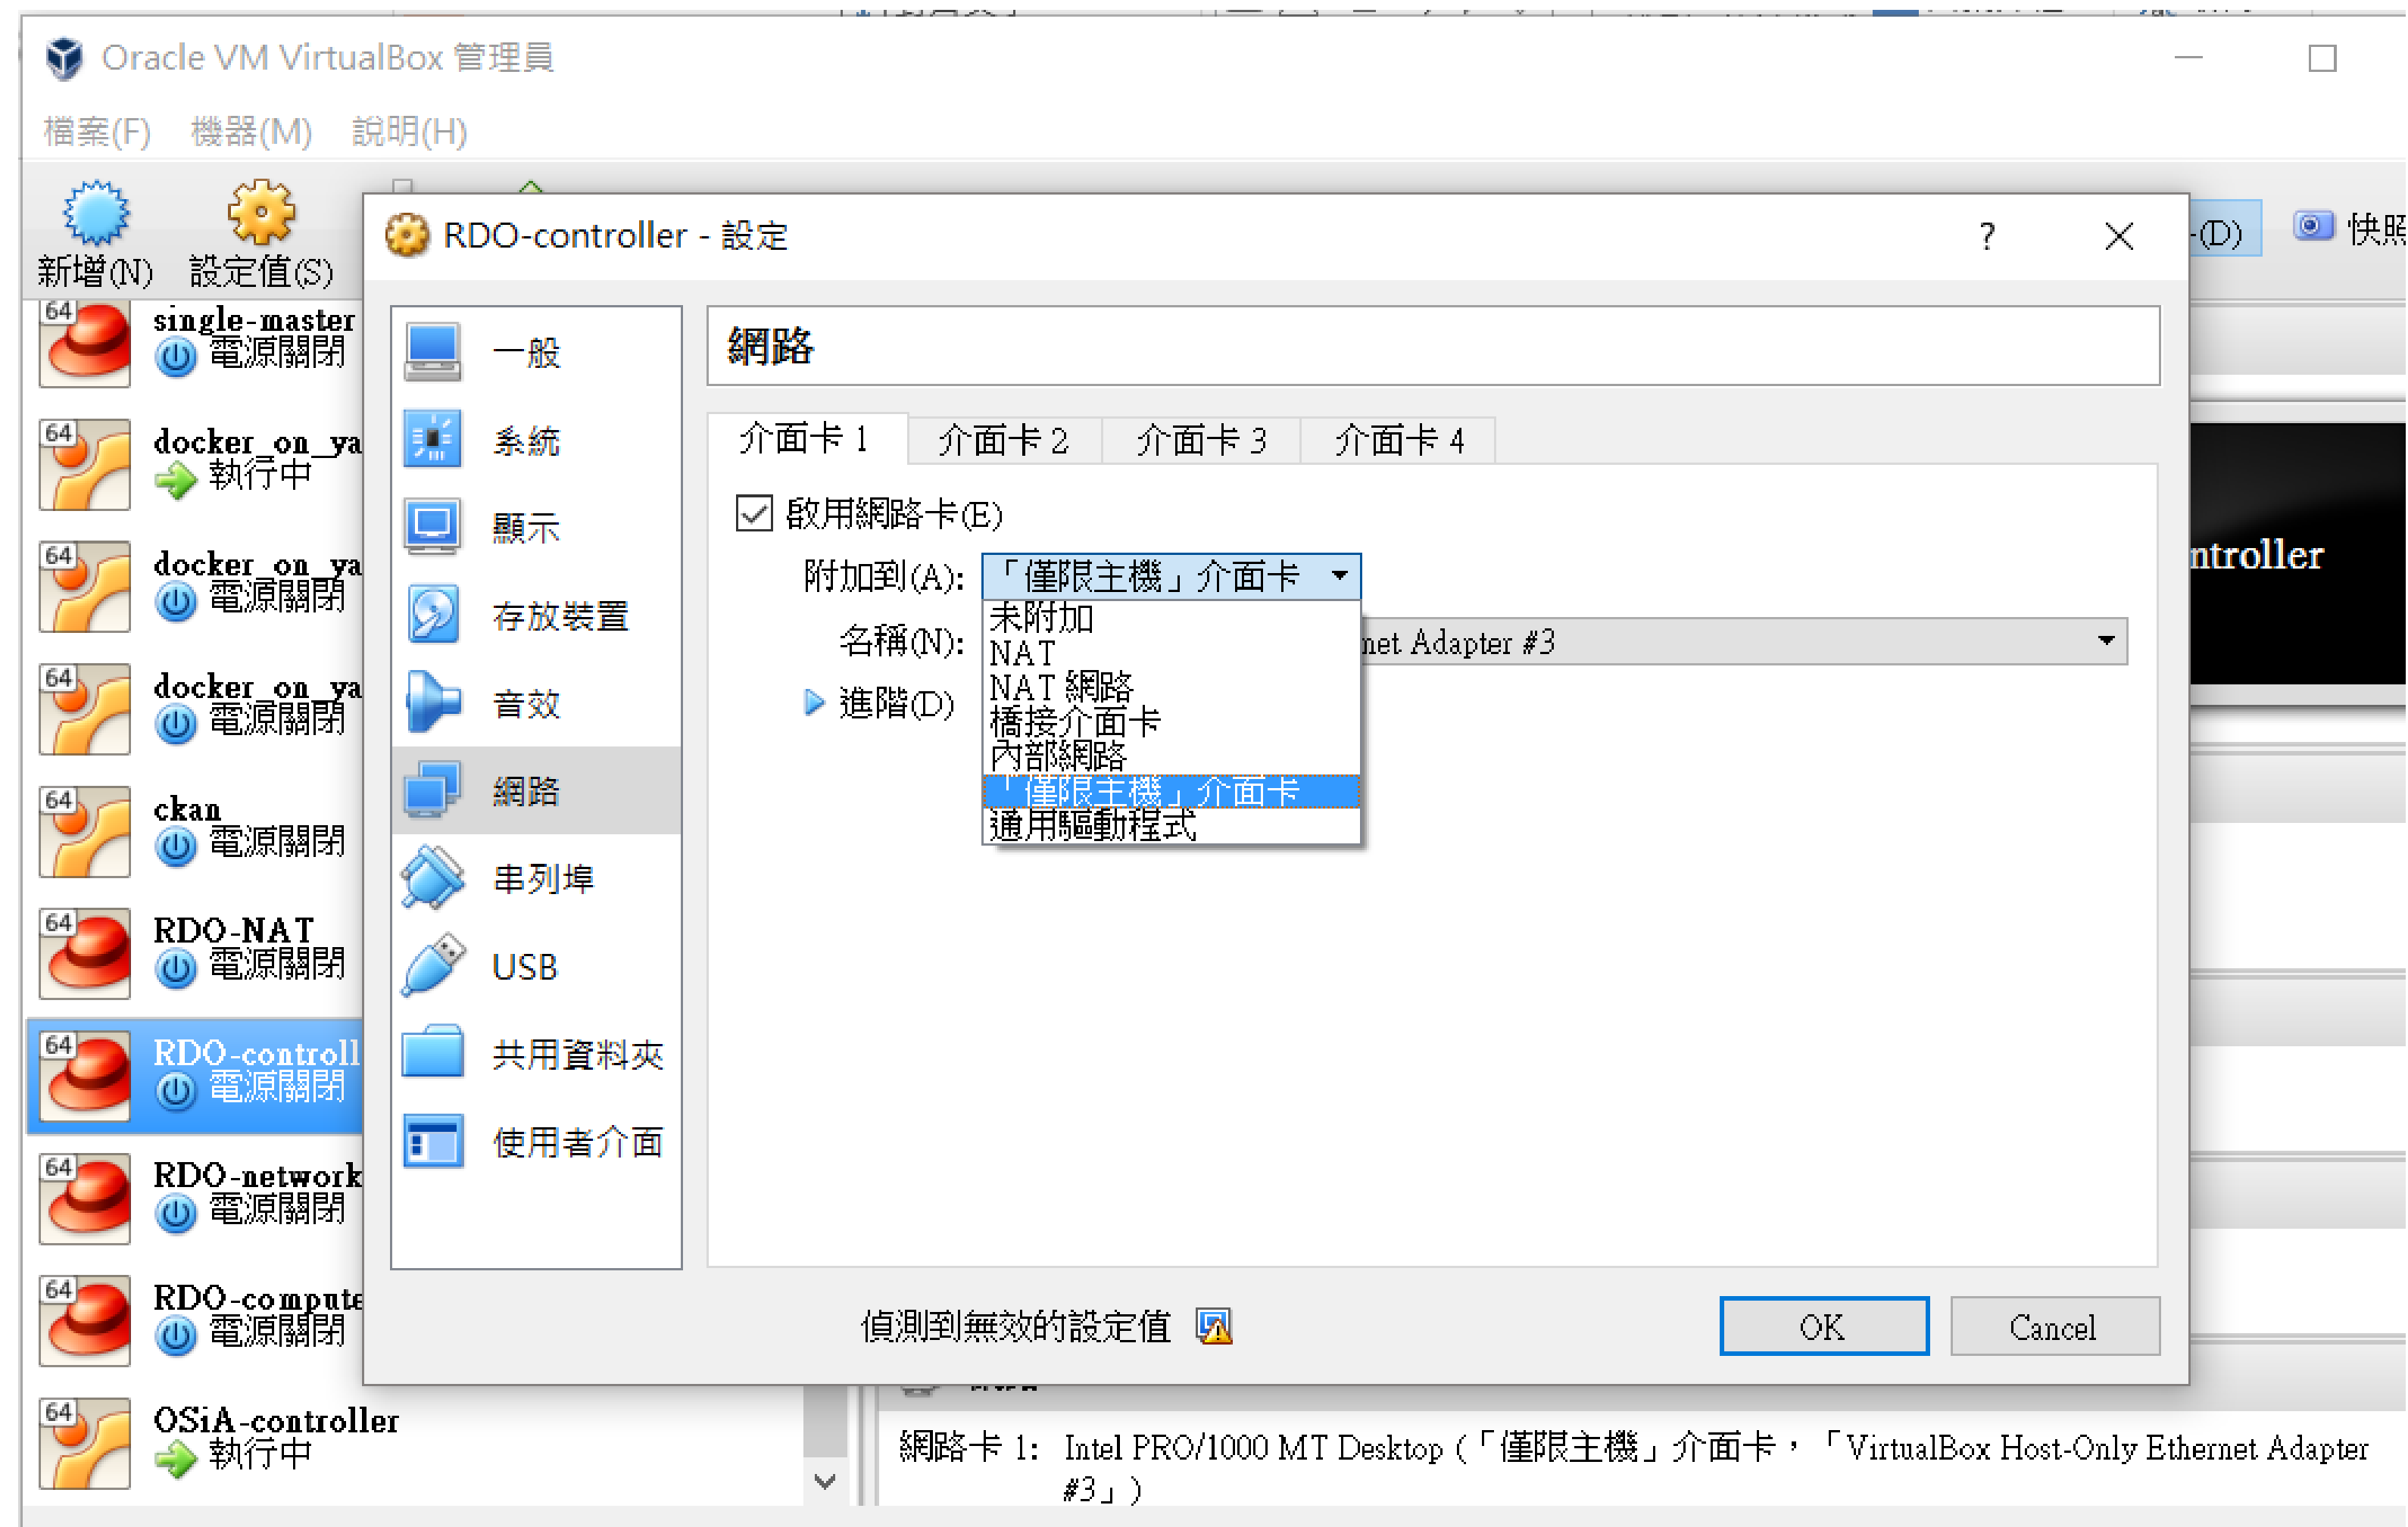 Oracle VM VirtualBox 管理員
檔案(F) 機器(M) 說明(H)
新增(N) 設定值(S)
(D) 快照
single-master
電源關閉
docker_on_ya
執行中
docker_on_ya
電源關閉
docker_on_ya
電源關閉
ckan
電源關閉
RDO-NAT
電源關閉
RDO-controll
電源關閉
RDO-network
電源關閉
RDO-compute
電源關閉
OSiA-controller
執行中
RDO-controller - 設定
一般
系統
顯示
存放裝置
音效
網路
串列埠
USB
共用資料夾
使用者介面
網路
介面卡 1 介面卡 2 介面卡 3 介面卡 4
啟用網路卡(E)
附加到(A): 「僅限主機」介面卡
未附加
NAT
NAT 網路
橋接介面卡
內部網路
「僅限主機」介面卡
通用驅動程式
名稱(N): net Adapter #3
進階(D)
偵測到無效的設定值
OK Cancel
ntroller
網路卡 1: Intel PRO/1000 MT Desktop (「僅限主機」介面卡，「VirtualBox Host-Only Ethernet Adapter
#3」)
64
64
64
64
64
64
64
64
64
64